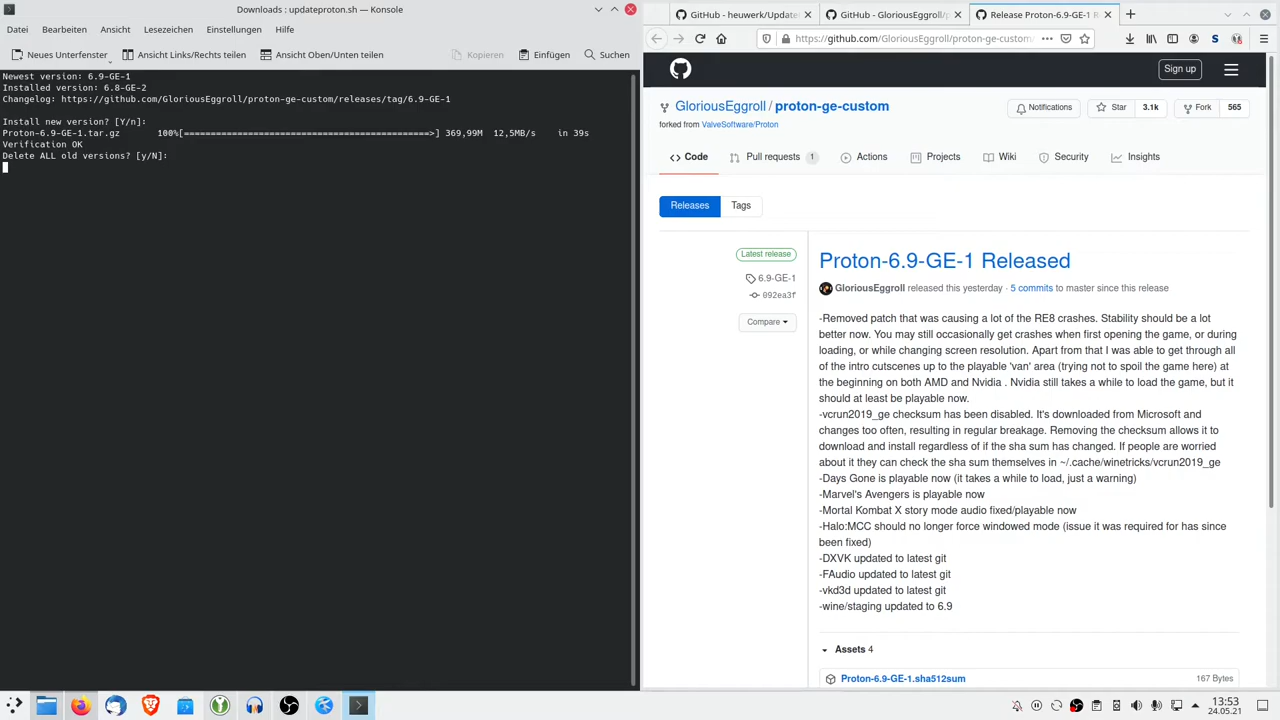 Downloads : updateproton.sh — Konsole
Datei Bearbeiten Ansicht Lesezeichen Einstellungen Hilfe
Neues Unterfenster Ansicht Links/Rechts teilen Ansicht Oben/Unten teilen Kopieren Einfügen Suchen
Newest version: 6.9-GE-1
Installed version: 6.8-GE-2
Changelog: https://github.com/GloriousEggroll/proton-ge-custom/releases/tag/6.9-GE-1
Install new version? [Y/n]:
Proton-6.9-GE-1.tar.gz 100%[============================================>] 369,99M 12,5MB/s in 39s
Verification OK
Delete ALL old versions? [y/N]:
GitHub - heuwerk/Update
GitHub - GloriousEggroll/p
Release Proton-6.9-GE-1 R
https://github.com/GloriousEggroll/proton-ge-custom/
Sign up
GloriousEggroll / proton-ge-custom
forked from ValveSoftware/Proton
Notifications
Star 3.1k
Fork 565
Code Pull requests 1 Actions Projects Wiki Security Insights
Releases Tags
Latest release
6.9-GE-1
092ea3f
Compare
Proton-6.9-GE-1 Released
GloriousEggroll released this yesterday · 5 commits to master since this release
-Removed patch that was causing a lot of the RE8 crashes. Stability should be a lot
better now. You may still occasionally get crashes when first opening the game, or during
loading, or while changing screen resolution. Apart from that I was able to get through all
of the intro cutscenes up to the playable 'van' area (trying not to spoil the game here) at
the beginning on both AMD and Nvidia . Nvidia still takes a while to load the game, but it
should at least be playable now.
-vcrun2019_ge checksum has been disabled. It's downloaded from Microsoft and
changes too often, resulting in regular breakage. Removing the checksum allows it to
download and install regardless of if the sha sum has changed. If people are worried
about it they can check the sha sum themselves in ~/.cache/winetricks/vcrun2019_ge
-Days Gone is playable now (it takes a while to load, just a warning)
-Marvel's Avengers is playable now
-Mortal Kombat X story mode audio fixed/playable now
-Halo:MCC should no longer force windowed mode (issue it was required for has since
been fixed)
-DXVK updated to latest git
-FAudio updated to latest git
-vkd3d updated to latest git
-wine/staging updated to 6.9
Assets 4
Proton-6.9-GE-1.sha512sum 167 Bytes
13:53
24.05.21